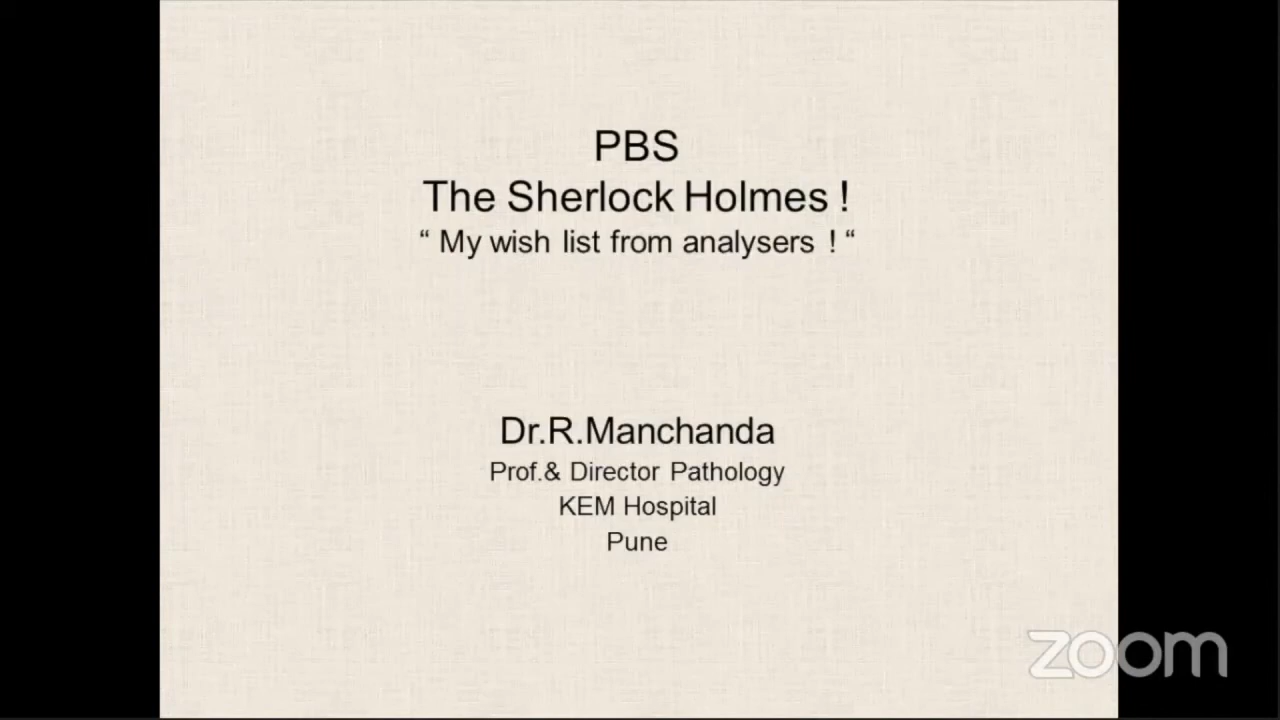 PBS
The Sherlock Holmes !
“ My wish list from analysers ! “
Dr.R.Manchanda
Prof.& Director Pathology
KEM Hospital
Pune
zoom